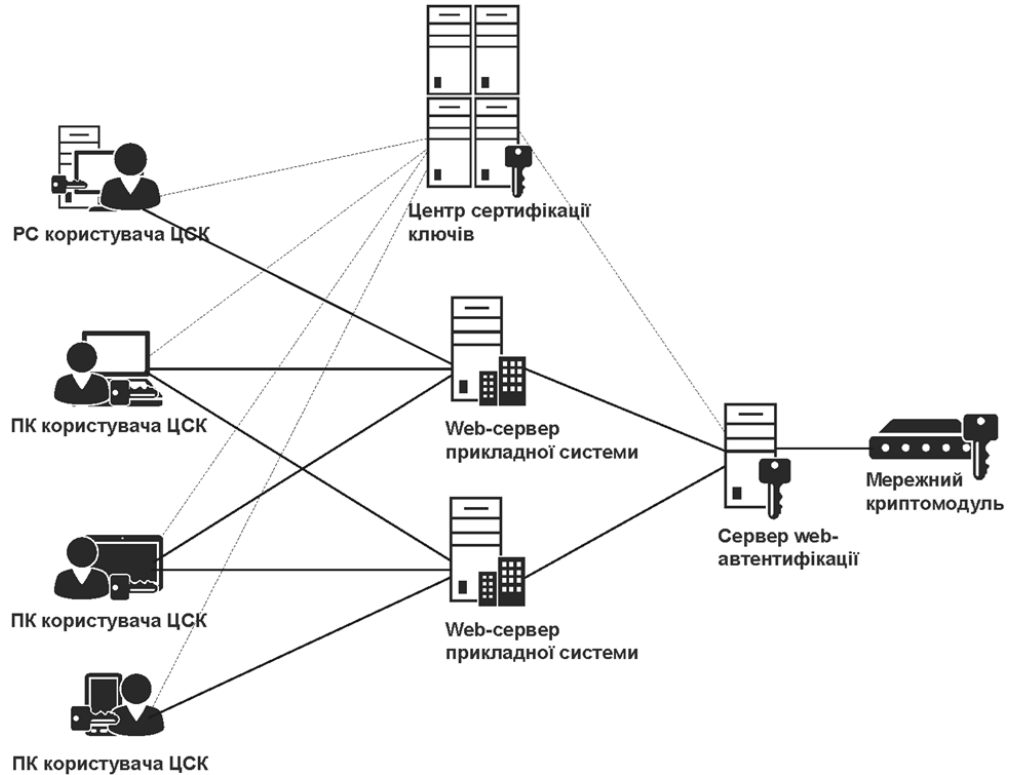 Центр сертифікації
ключів
РС користувача ЦСК
ПК користувача ЦСК
Web-сервер
прикладної системи
Мережний
криптомодуль
Сервер web-
автентифікації
ПК користувача ЦСК
Web-сервер
прикладної системи
ПК користувача ЦСК